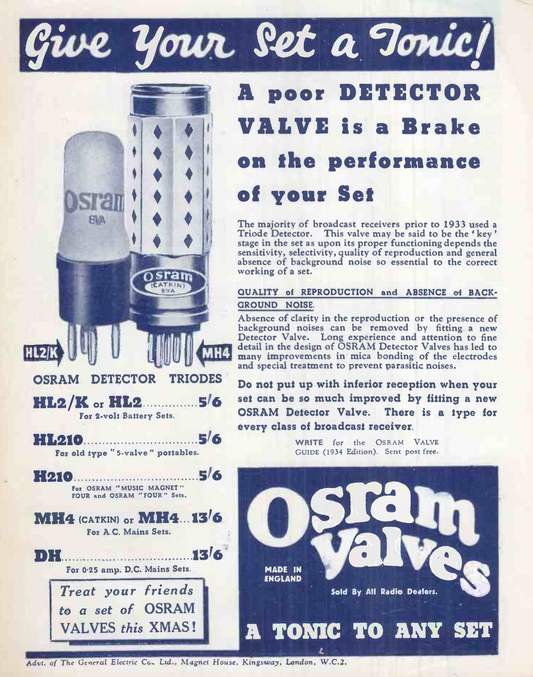 Give Your Set a Tonic!
A poor DETECTOR
VALVE is a Brake
on the performance
of your Set
The majority of broadcast receivers prior to 1933 used a
Triode Detector. This valve may be said to be the 'key'
stage in the set as upon its proper functioning depends the
sensitivity, selectivity, quality of reproduction and general
absence of background noise so essential to the correct
working of a set.
QUALITY of REPRODUCTION and ABSENCE of BACK-
GROUND NOISE.
Absence of clarity in the reproduction or the presence of
background noises can be removed by fitting a new
Detector Valve. Long experience and attention to fine
detail in the design of OSRAM Detector Valves has led to
many improvements in mica bonding of the electrodes
and special treatment to prevent parasitic noises.
Do not put up with inferior reception when your
set can be so much improved by fitting a new
OSRAM Detector Valve. There is a type for
every class of broadcast receiver.
WRITE for the OSRAM VALVE
GUIDE (1934 Edition). Sent post free.
Osram
BVA
Osram
(CATKIN)
BVA
HL2/K
MH4
OSRAM DETECTOR TRIODES
HL2/K or HL2..............5/6
For 2-volt Battery Sets.
HL210............................5/6
For old type "5-valve" portables.
H210..............................5/6
For OSRAM "MUSIC MAGNET"
FOUR and OSRAM "FOUR" Sets.
MH4 (CATKIN) or MH4...13/6
For A.C. Mains Sets.
DH.................................13/6
For 0·25 amp. D.C. Mains Sets.
Treat your friends
to a set of OSRAM
VALVES this XMAS!
Osram
Valves
MADE IN
ENGLAND
Sold By All Radio Dealers.
A TONIC TO ANY SET
Advt. of The General Electric Co., Ltd., Magnet House, Kingsway, London, W.C.2.